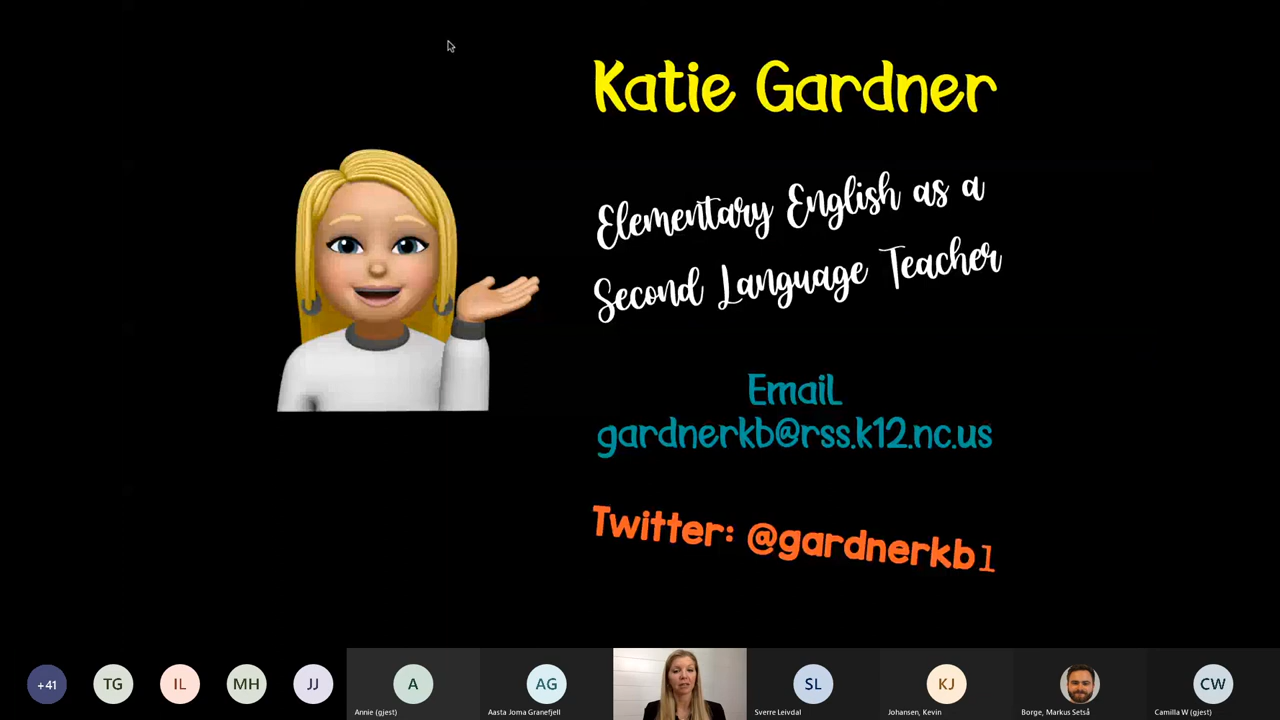 Katie Gardner
Elementary English as a
Second Language Teacher
Email
gardnerkb@rss.k12.nc.us
Twitter: @gardnerkb1
+41
TG
IL
MH
JJ
A
AG
SL
KJ
CW
Annie (gjest)
Aasta Joma Granefjell
Sverre Leivdal
Johansen, Kevin
Borge, Markus Setså
Camilla W (gjest)